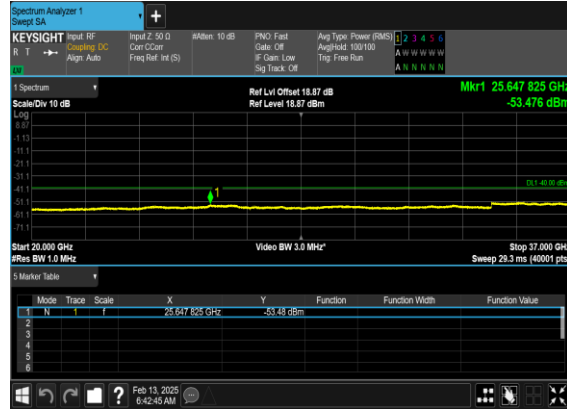 Spectrum Analyzer 1
Swept SA
+
KEYSIGHT Input: RF Input Z: 50 Ω #Atten: 10 dB PNO: Fast Avg Type: Power (RMS) 1 2 3 4 5 6
R T Coupling: DC Corr CCorr Gate: Off Avg|Hold: 100/100 A W W W W W
Align: Auto Freq Ref: Int (S) IF Gain: Low Trig: Free Run
LW Sig Track: Off A N N N N N
1 Spectrum Ref Lvl Offset 18.87 dB Mkr1 25.647 825 GHz
Scale/Div 10 dB Ref Level 18.87 dBm -53.476 dBm
Log
8.87
-1.13
-11.1
-21.1
-31.1
DL1 -40.00 dBm
-41.1
1
-51.1
-61.1
-71.1
Start 20.000 GHz Video BW 3.0 MHz* Stop 37.000 GHz
#Res BW 1.0 MHz Sweep 29.3 ms (40001 pts)
5 Marker Table
Mode Trace Scale X Y Function Function Width Function Value
1 N 1 f 25.647 825 GHz -53.48 dBm
2
3
4
5
6
? Feb 13, 2025
6:42:45 AM